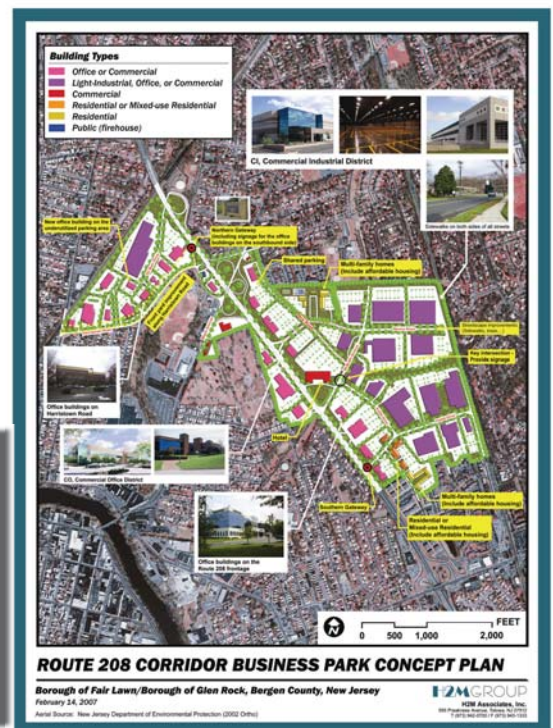 Building Types
Office or Commercial
Light-Industrial, Office, or Commercial
Commercial
Residential or Mixed-use Residential
Residential
Public (firehouse)
CI, Commercial Industrial District
Sidewalks on both sides of all streets
New office building on the
underutilized parking area
Northern Gateway
(including signage for the office
buildings on the southbound side)
Shared parking
Multi-family homes
(Include affordable housing)
Key intersection -
Provide signage
Office buildings on
Harristown Road
Hotel
CO, Commercial Office District
Southern Gateway
Multi-family homes
(Include affordable housing)
Residential or
Mixed-use Residential
(Include affordable housing)
Office buildings on the
Route 208 frontage
N
FEET
0 500 1,000 2,000
ROUTE 208 CORRIDOR BUSINESS PARK CONCEPT PLAN
Borough of Fair Lawn/Borough of Glen Rock, Bergen County, New Jersey
February 14, 2007
Aerial Source: New Jersey Department of Environmental Protection (2002 Ortho)
H2MGROUP
H2M Associates, Inc.